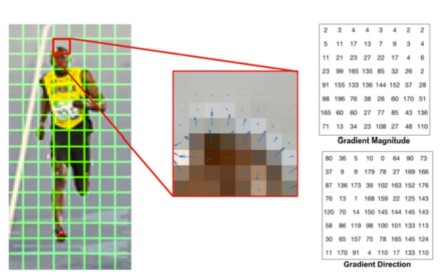 2 3 4 4 3 4 2 2
5 11 17 13 7 9 3 4
11 21 23 27 22 17 4 6
23 99 165 135 85 32 26 2
91 155 133 136 144 152 57 28
98 196 76 38 26 60 170 51
165 60 60 27 77 85 43 136
71 13 34 23 108 27 48 110
Gradient Magnitude
80 36 5 10 0 64 90 73
37 9 9 179 78 27 169 166
87 136 173 39 102 163 152 176
76 13 1 168 159 22 125 143
120 70 14 150 145 144 145 143
58 86 119 98 100 101 133 113
30 65 157 75 78 165 145 124
11 170 91 4 110 17 133 110
Gradient Direction